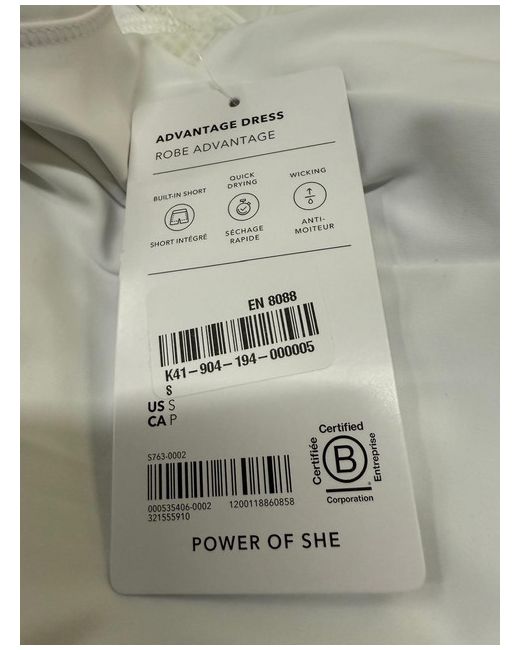 ADVANTAGE DRESS
ROBE ADVANTAGE
BUILT-IN SHORT
SHORT INTÉGRÉ
QUICK
DRYING
SÉCHAGE
RAPIDE
WICKING
ANTI-
MOITEUR
EN 8088
K41-904-194-000005
S
US S
CA P
S763-0002
000535406-0002 1200118860858
321555910
Certified
Certifiée
B
Entreprise
Corporation
POWER OF SHE